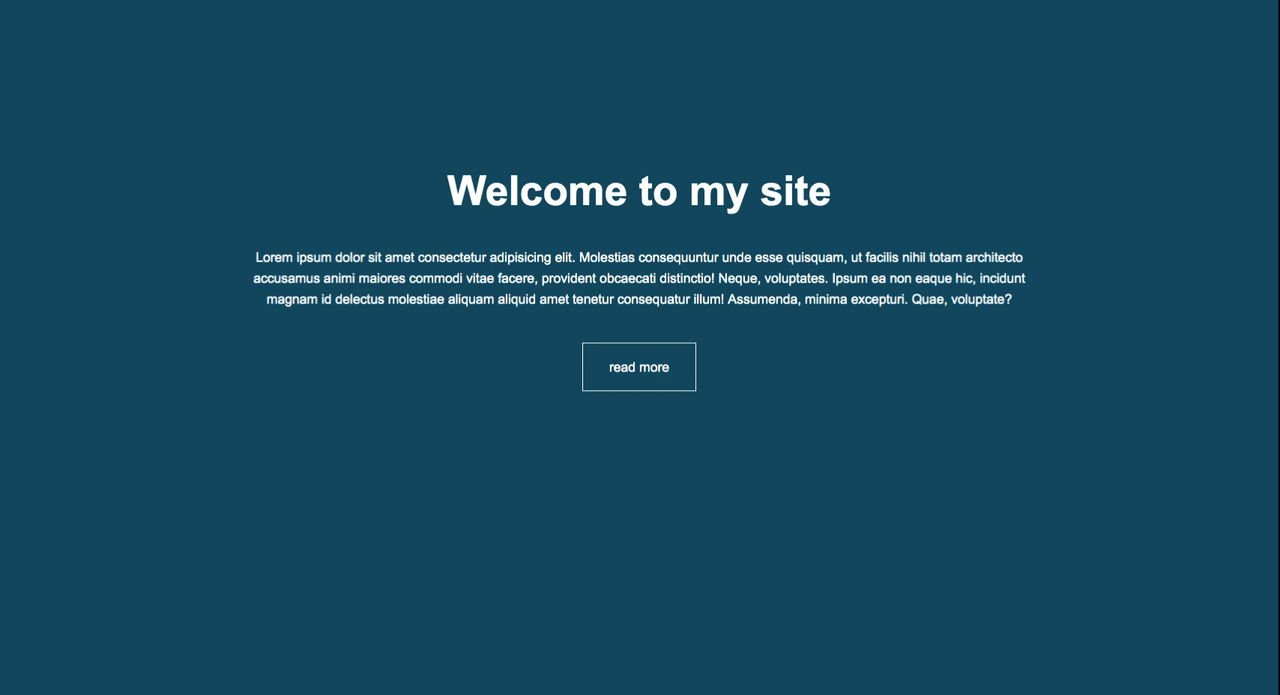 Welcome to my site
Lorem ipsum dolor sit amet consectetur adipisicing elit. Molestias consequuntur unde esse quisquam, ut facilis nihil totam architecto
accusamus animi maiores commodi vitae facere, provident obcaecati distinctio! Neque, voluptates. Ipsum ea non eaque hic, incidunt
magnam id delectus molestiae aliquam aliquid amet tenetur consequatur illum! Assumenda, minima excepturi. Quae, voluptate?
read more